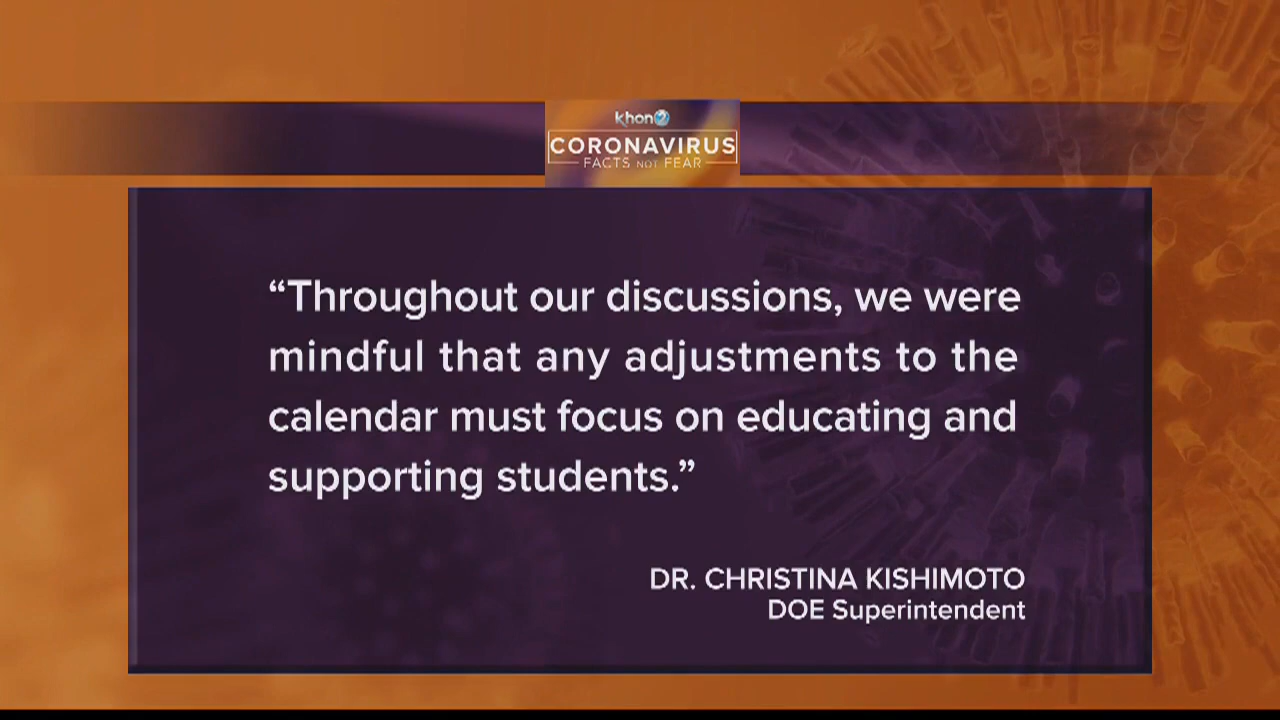 khon2
CORONAVIRUS
FACTS NOT FEAR
“Throughout our discussions, we were
mindful that any adjustments to the
calendar must focus on educating and
supporting students.”
DR. CHRISTINA KISHIMOTO
DOE Superintendent